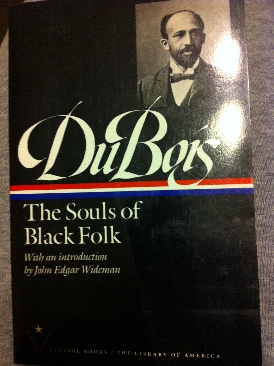 DuBois
The Souls of
Black Folk
With an introduction
by John Edgar Wideman
VINTAGE BOOKS / THE LIBRARY OF AMERICA